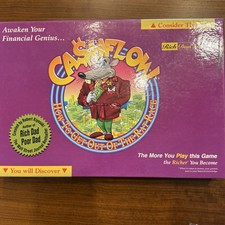 Awaken Your
Financial Genius...
Consider The
Rich
CASHFLOW
HOW TO GET OUT OF THE RAT RACE
Rich Dad
Poor Dad
The More You Play this Game
the Richer You Become
You will Discover